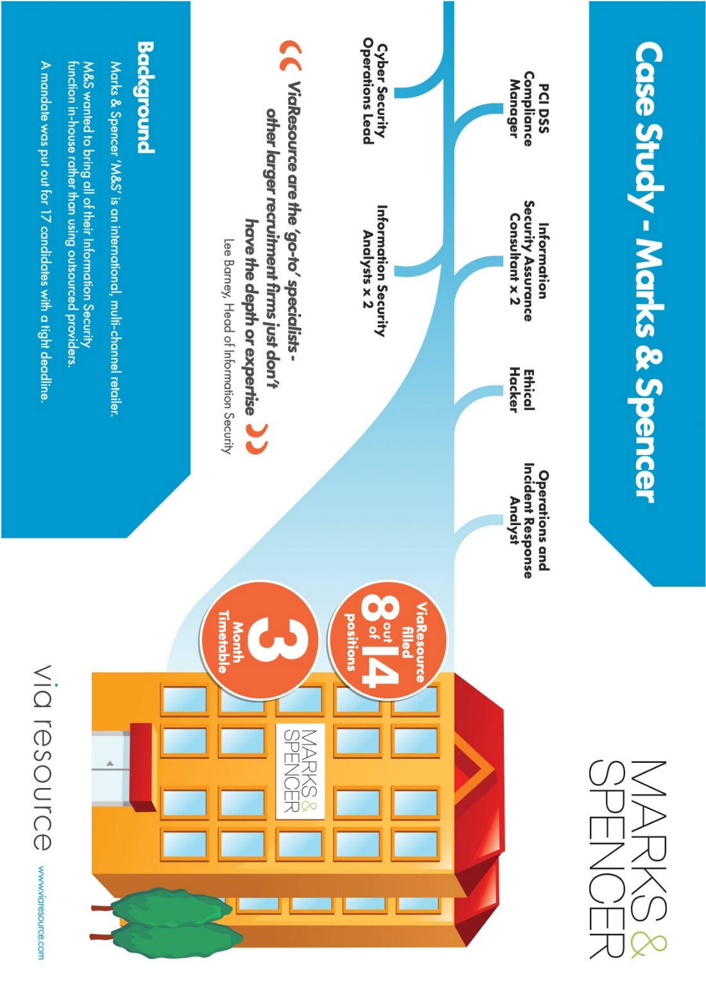 Case Study - Marks & Spencer
MARKS &
SPENCER
PCI DSS
Compliance
Manager
Information
Security Assurance
Consultant x 2
Ethical
Hacker
Operations and
Incident Response
Analyst
Cyber Security
Operations Lead
Information Security
Analysts x 2
ViaResource are the ‘go-to’ specialists -
other larger recruitment firms just don’t
have the depth or expertise
Lee Barney, Head of Information Security
ViaResource
filled
8 out of 14
positions
3
Month
Timetable
MARKS &
SPENCER
Background
Marks & Spencer ‘M&S’ is an international, multi-channel retailer.
M&S wanted to bring all of their Information Security
function in-house rather than using outsourced providers.
A mandate was put out for 17 candidates with a tight deadline.
via resource www.viaresource.com